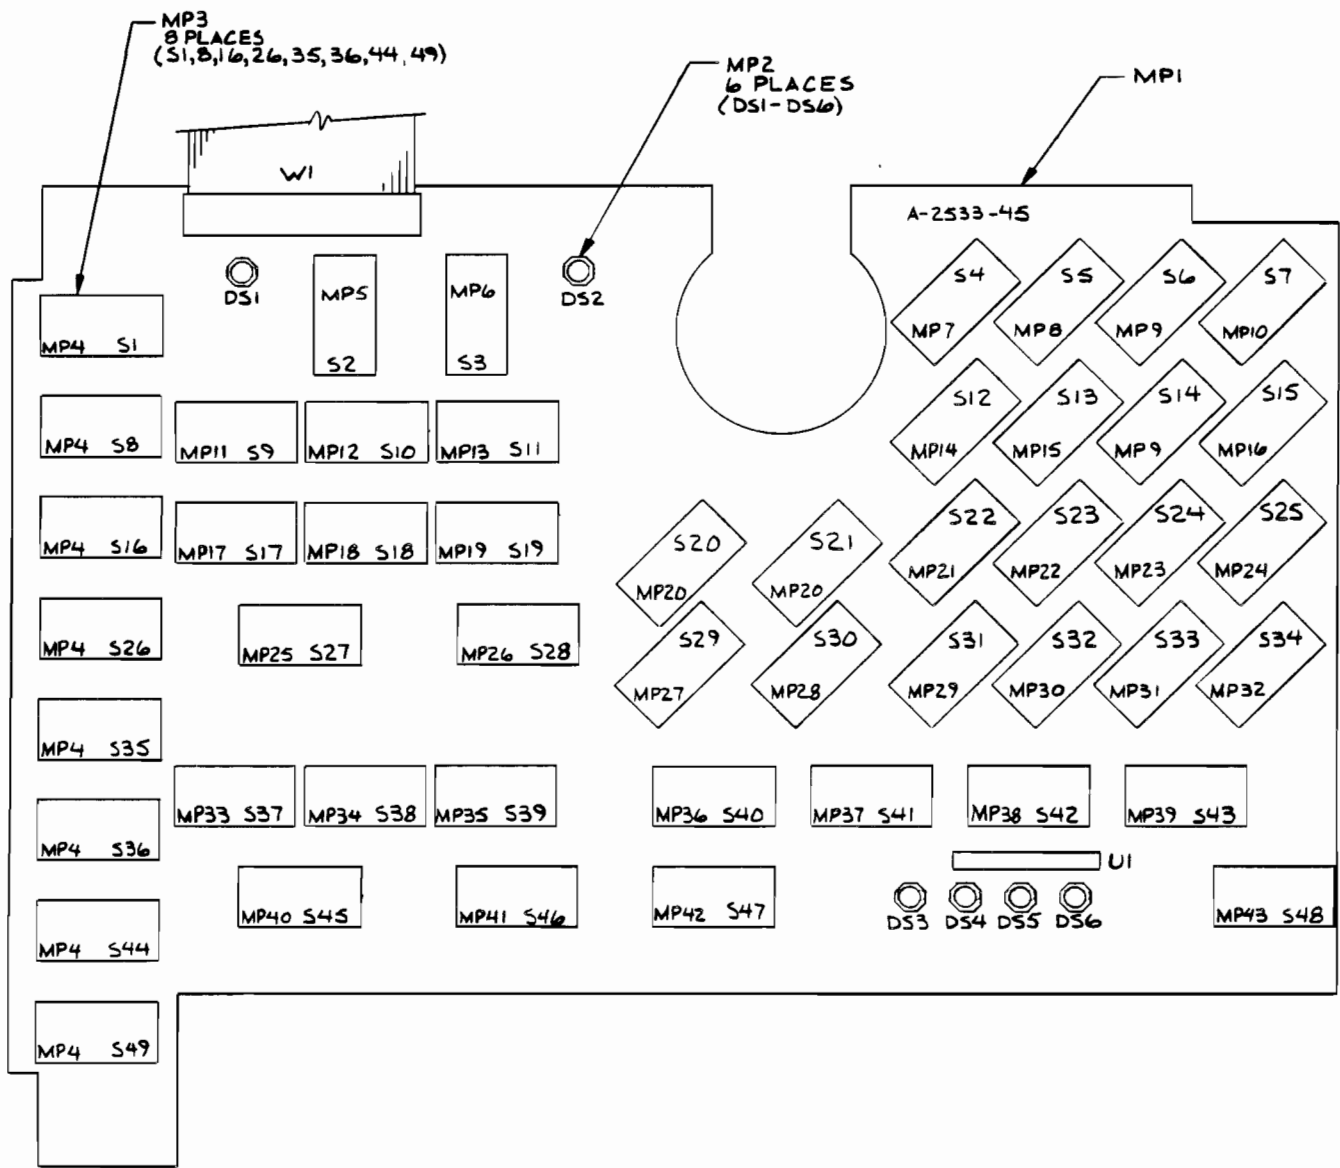 MP3
8 PLACES
(S1,8,16,26,35,36,44,49)
MP2
6 PLACES
(DS1-DS6)
MP1
W1
A-2533-45
DS1
MP5
S2
MP6
S3
DS2
S4
MP7
S5
MP8
S6
MP9
S7
MP10
MP4 S1
S12
MP14
S13
MP15
S14
MP9
S15
MP16
MP4 S8
MP11 S9
MP12 S10
MP13 S11
MP4 S16
MP17 S17
MP18 S18
MP19 S19
S20
MP20
S21
MP20
S22
MP21
S23
MP22
S24
MP23
S25
MP24
MP4 S26
MP25 S27
MP26 S28
S29
MP27
S30
MP28
S31
MP29
S32
MP30
S33
MP31
S34
MP32
MP4 S35
MP33 S37
MP34 S38
MP35 S39
MP36 S40
MP37 S41
MP38 S42
MP39 S43
MP4 S36
U1
MP40 S45
MP41 S46
MP42 S47
DS3 DS4 DS5 DS6
MP43 S48
MP4 S44
MP4 S49